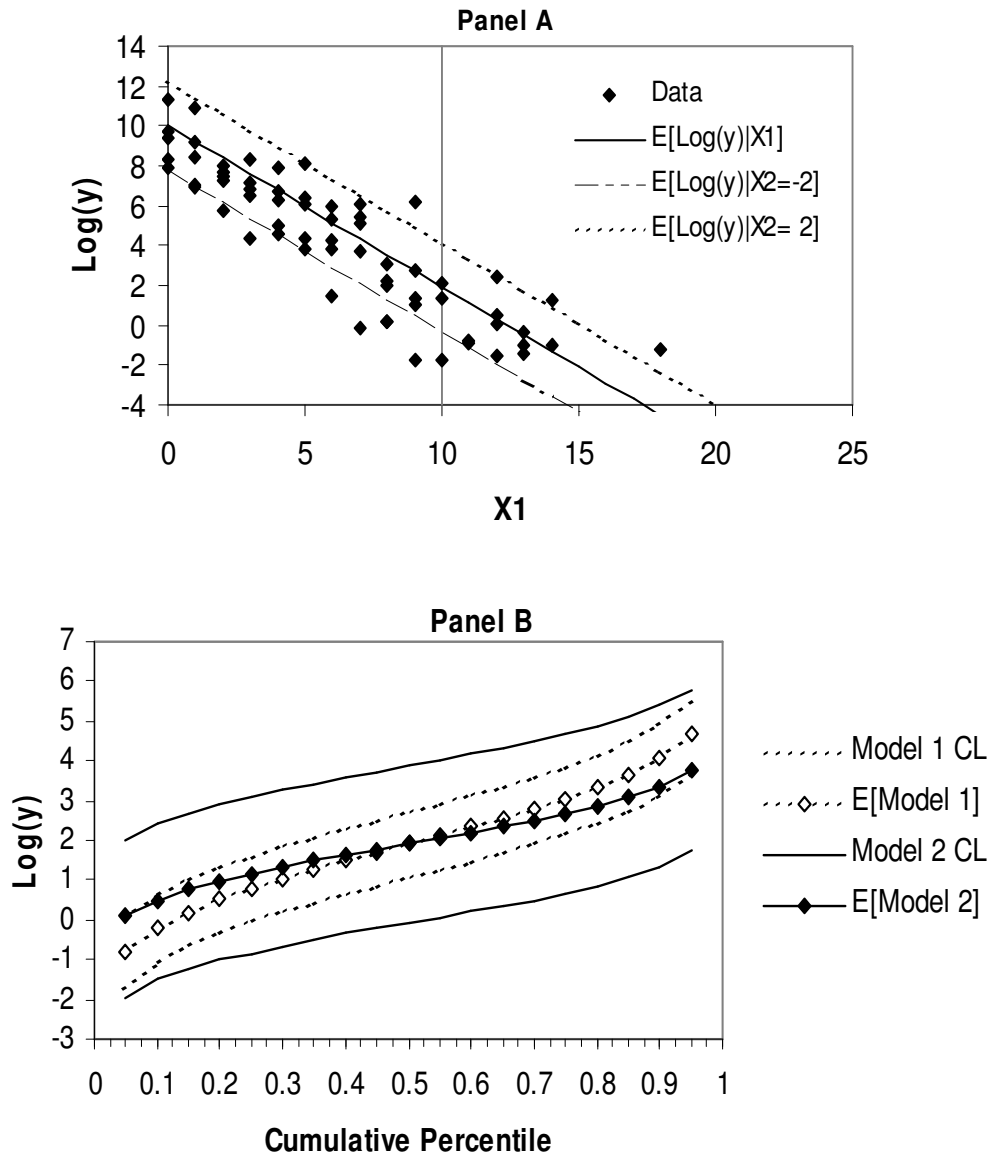 Panel A
14
12
10
8
6
4
2
0
-2
-4
Log(y)
0 5 10 15 20 25
X1
Data
E[Log(y)|X1]
E[Log(y)|X2=-2]
E[Log(y)|X2= 2]
Panel B
7
6
5
4
3
2
1
0
-1
-2
-3
Log(y)
0 0.1 0.2 0.3 0.4 0.5 0.6 0.7 0.8 0.9 1
Cumulative Percentile
Model 1 CL
E[Model 1]
Model 2 CL
E[Model 2]